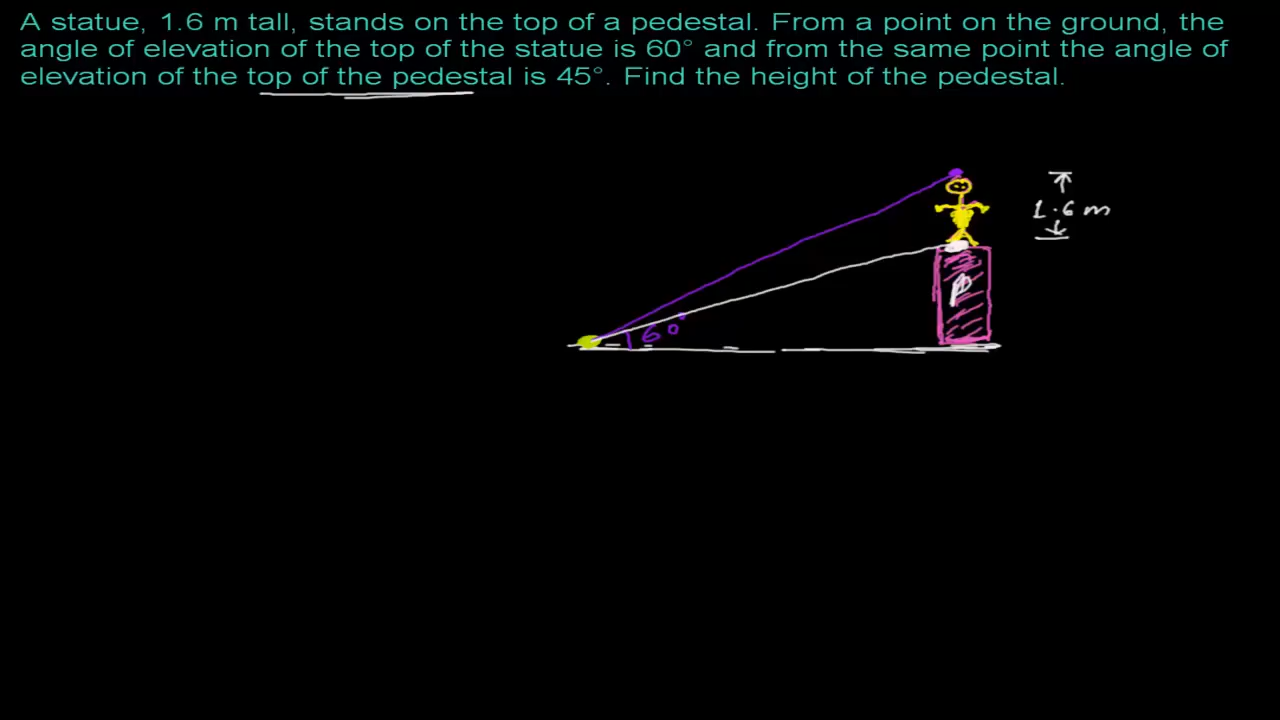 A statue, 1.6 m tall, stands on the top of a pedestal. From a point on the ground, the
angle of elevation of the top of the statue is 60° and from the same point the angle of
elevation of the top of the pedestal is 45°. Find the height of the pedestal.
1.6 m
P
60°